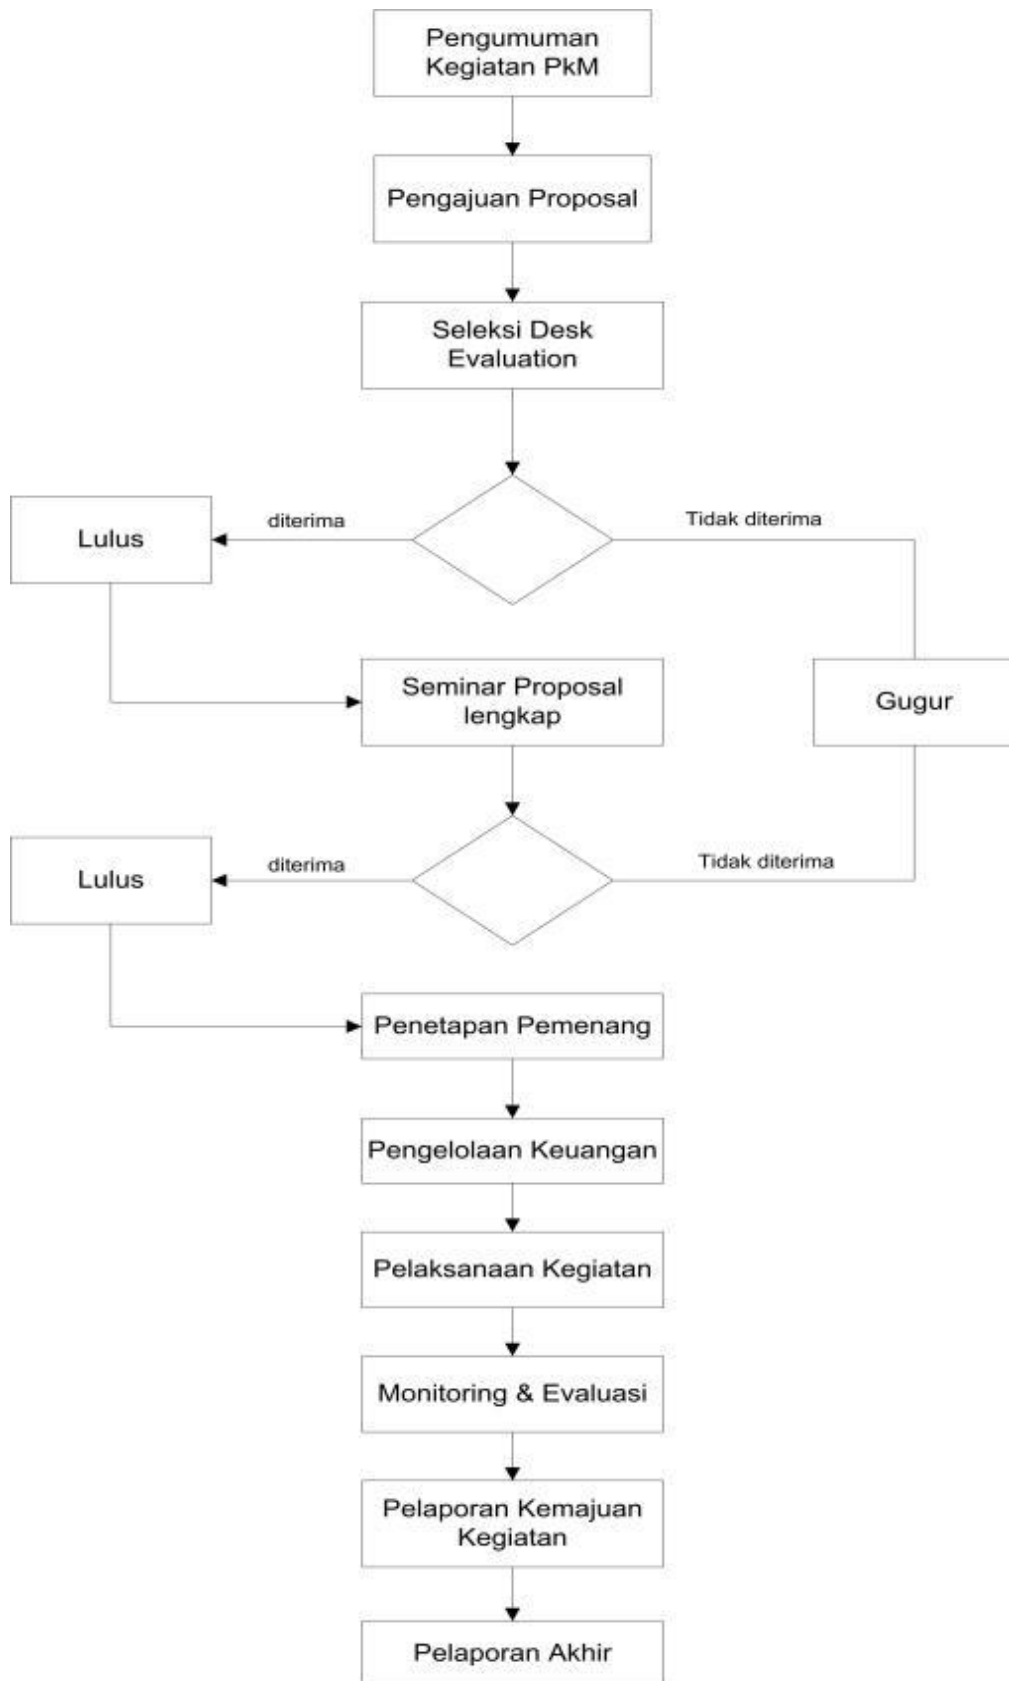 Pengumuman
Kegiatan PkM
Pengajuan Proposal
Seleksi Desk
Evaluation
diterima
Tidak diterima
Lulus
Seminar Proposal
lengkap
Gugur
diterima
Tidak diterima
Lulus
Penetapan Pemenang
Pengelolaan Keuangan
Pelaksanaan Kegiatan
Monitoring & Evaluasi
Pelaporan Kemajuan
Kegiatan
Pelaporan Akhir